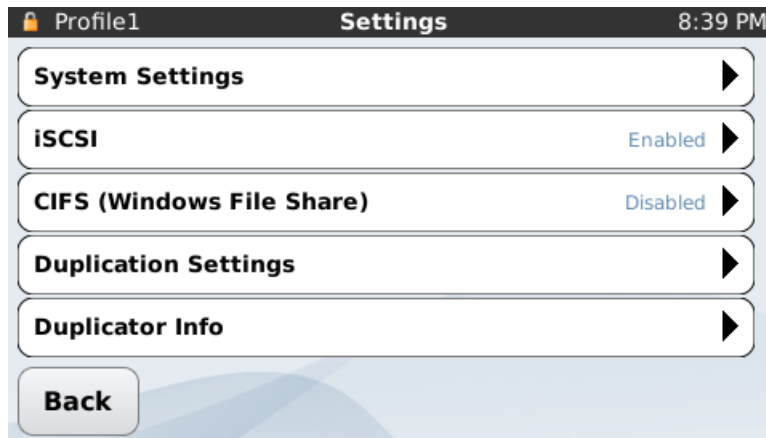 Profile1 Settings 8:39 PM
System Settings
iSCSI Enabled
CIFS (Windows File Share) Disabled
Duplication Settings
Duplicator Info
Back